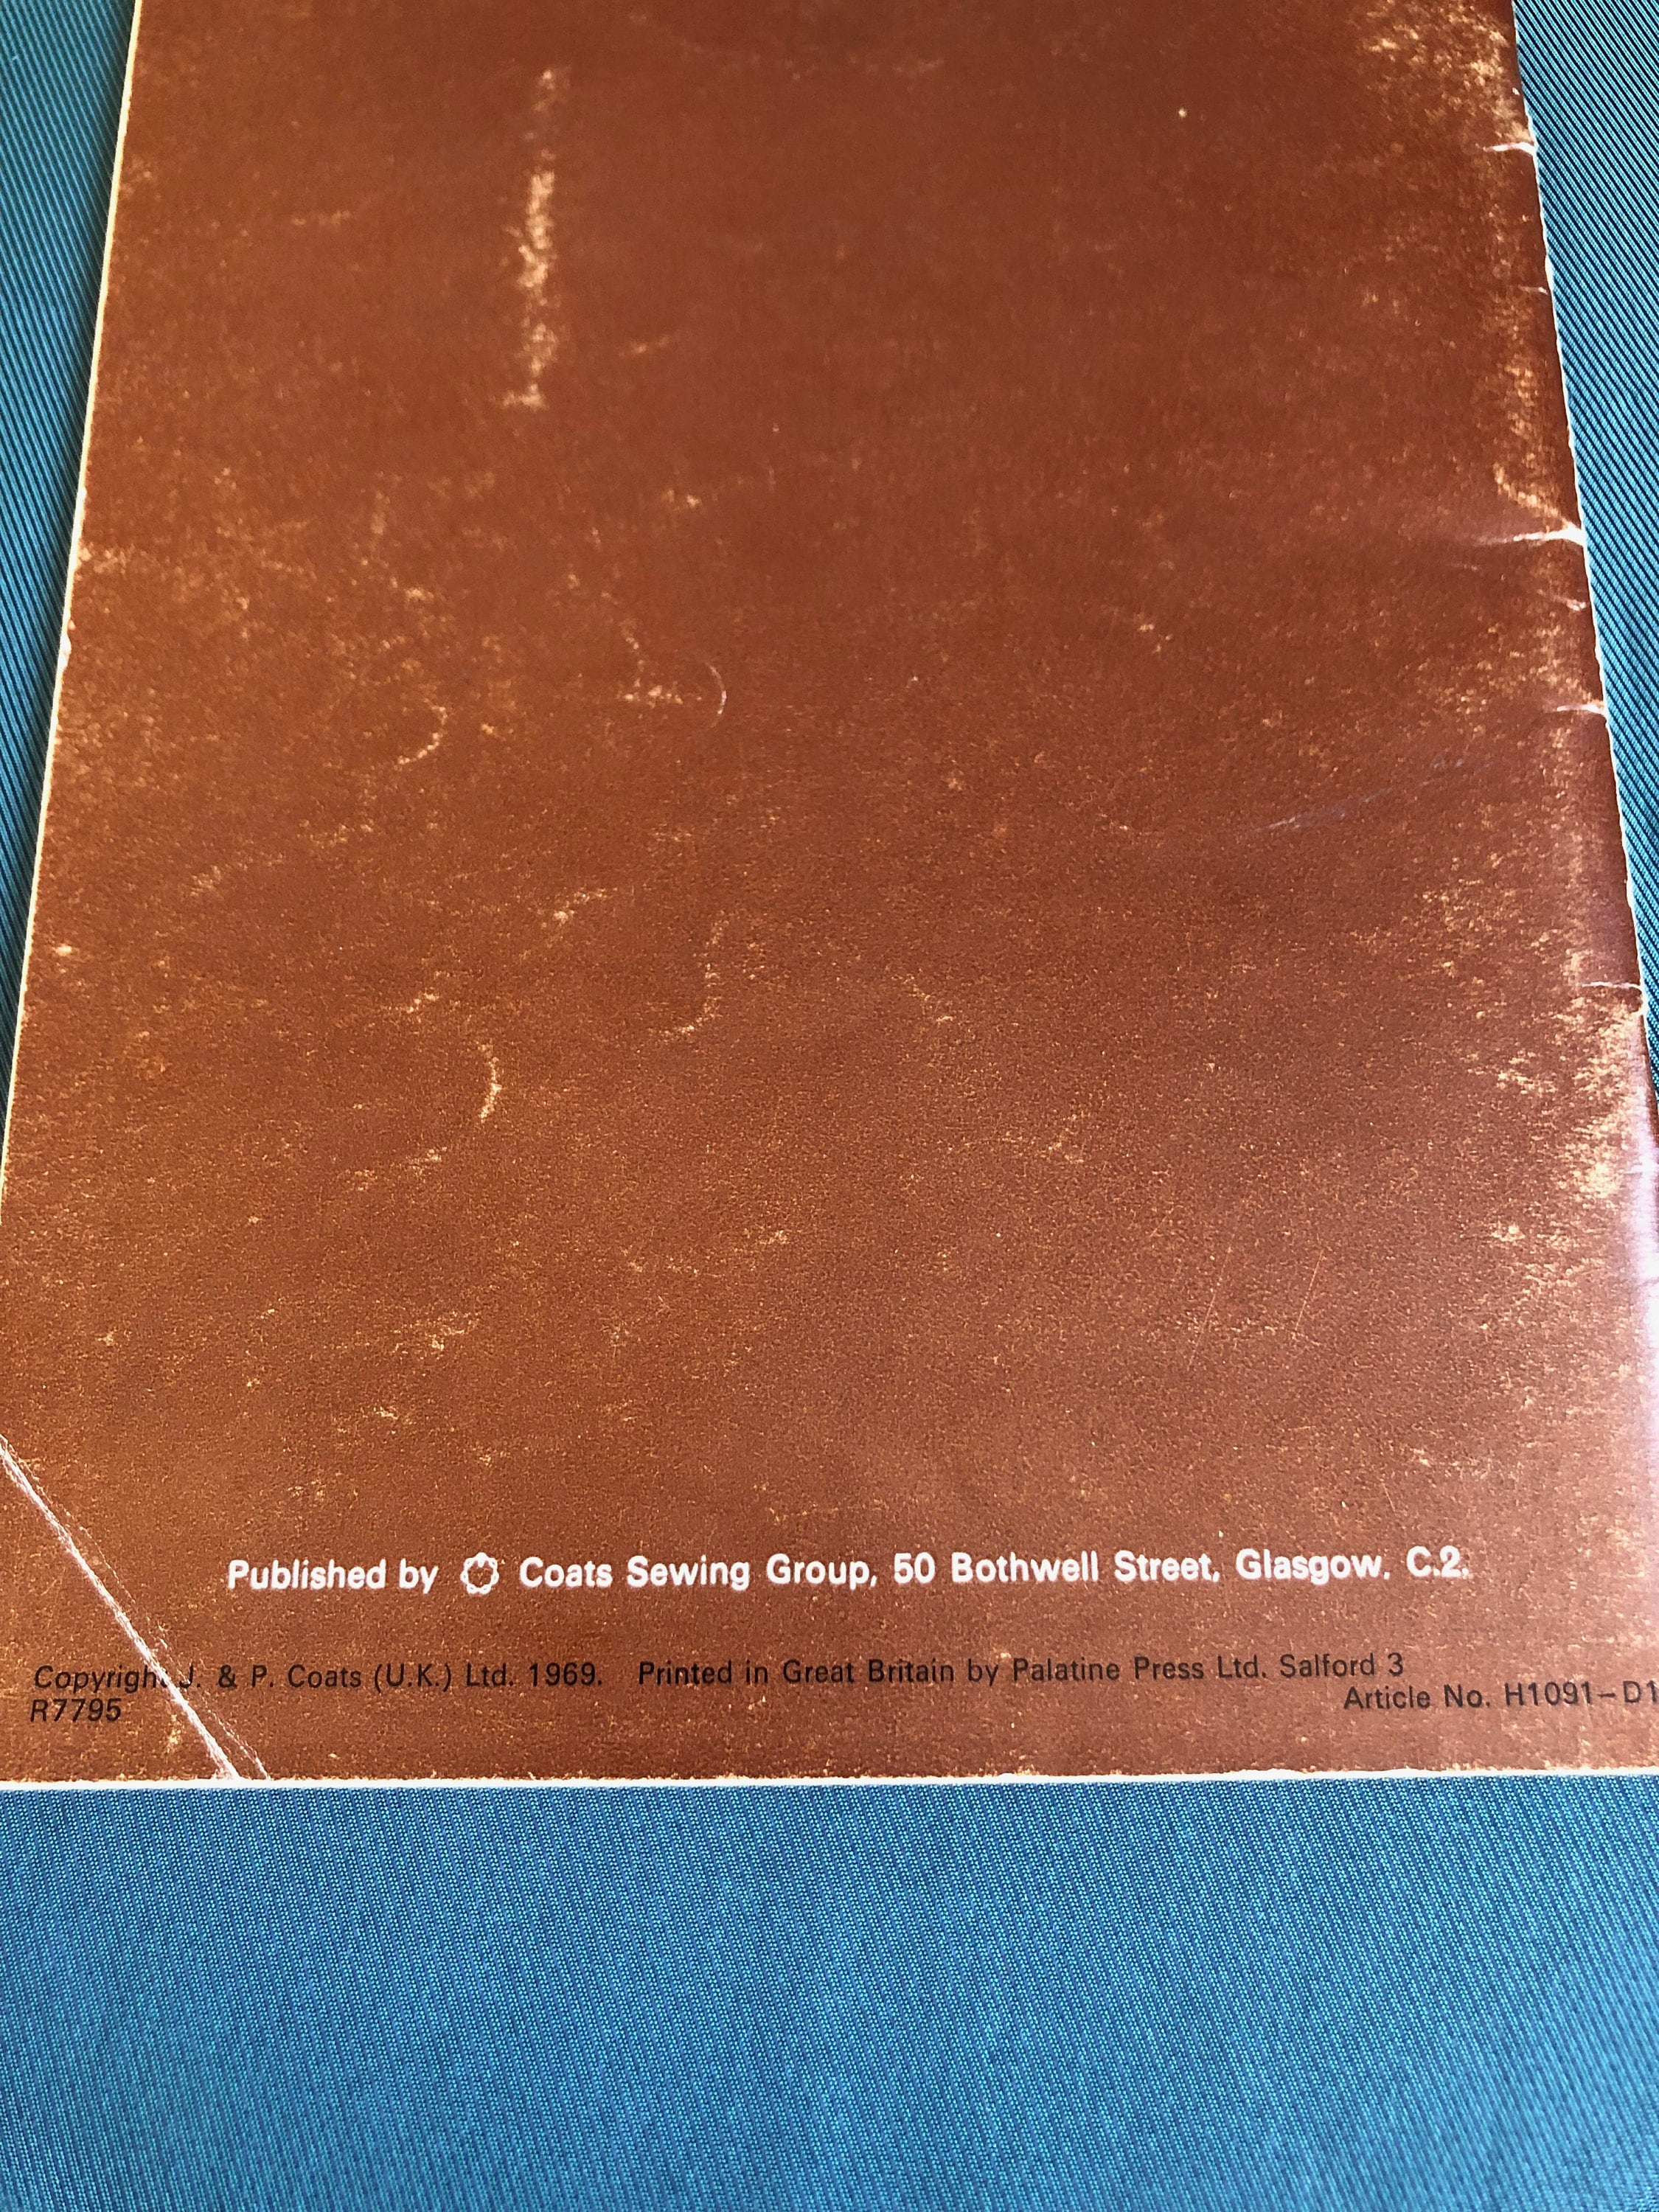 Published by Coats Sewing Group, 50 Bothwell Street, Glasgow. C.2.
Copyright J. & P. Coats (U.K.) Ltd. 1969. Printed in Great Britain by Palatine Press Ltd. Salford 3
R7795 Article No. H1091–D1